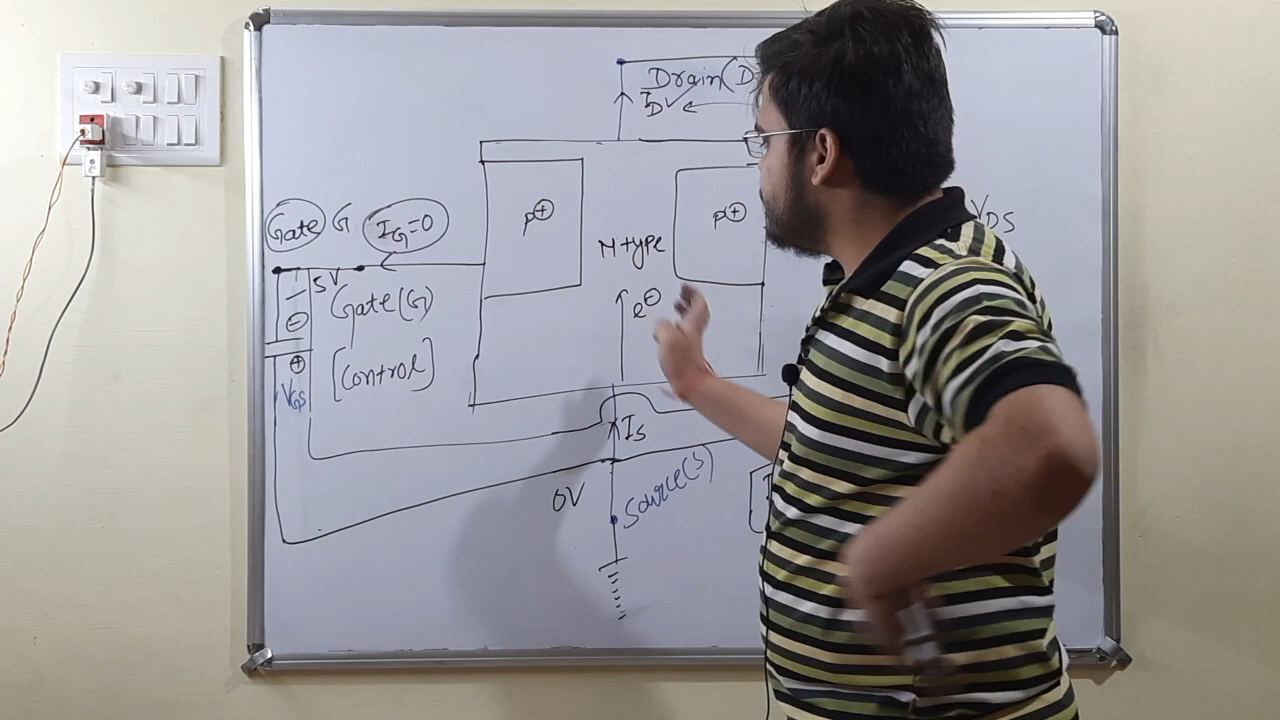 Drain(D
ID
Gate G IG=0
P+
P+
VDS
N type
5V
Gate(G)
e-
-
+
[Control]
VGS
IS
0V
Source(S)